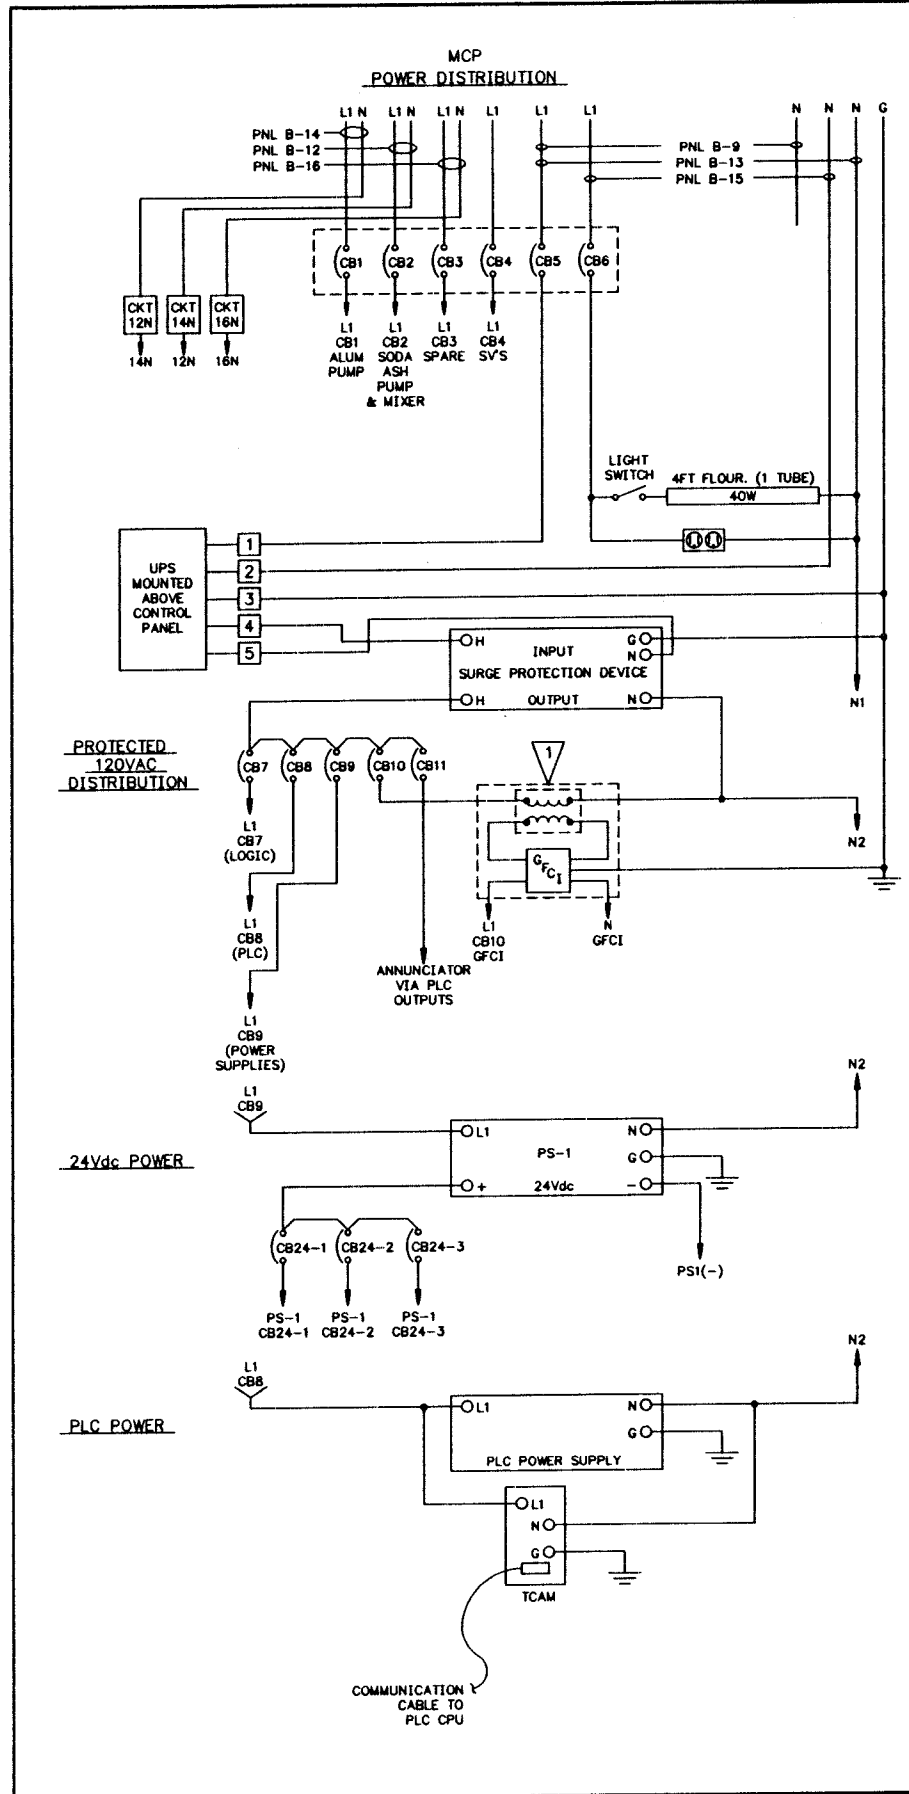 MCP
POWER DISTRIBUTION
L1 N L1 N L1 N L1 L1 L1 N N N G
PNL B-14
PNL B-12
PNL B-16
PNL B-9
PNL B-13
PNL B-15
CB1 CB2 CB3 CB4 CB5 CB6
CKT
12N
CKT
14N
CKT
16N
14N 12N 16N
L1
CB1
ALUM
PUMP
L1
CB2
SODA
ASH
PUMP
& MIXER
L1
CB3
SPARE
L1
CB4
SV'S
LIGHT
SWITCH
4FT FLOUR. (1 TUBE)
40W
UPS
MOUNTED
ABOVE
CONTROL
PANEL
1
2
3
4
5
H
INPUT
G
N
SURGE PROTECTION DEVICE
H
OUTPUT
N
N1
PROTECTED
120VAC
DISTRIBUTION
CB7 CB8 CB9 CB10 CB11
1
GFCI
N2
L1
CB7
(LOGIC)
L1
CB8
(PLC)
L1
CB10
GFCI
N
GFCI
ANNUNCIATOR
VIA PLC
OUTPUTS
L1
CB9
(POWER
SUPPLIES)
L1
CB9
N2
24Vdc POWER
L1
N
PS-1
G
+
24Vdc
-
CB24-1 CB24-2 CB24-3
PS1(-)
PS-1
CB24-1
PS-1
CB24-2
PS-1
CB24-3
L1
CB8
N2
PLC POWER
L1
N
G
PLC POWER SUPPLY
L1
N
G
TCAM
COMMUNICATION
CABLE TO
PLC CPU